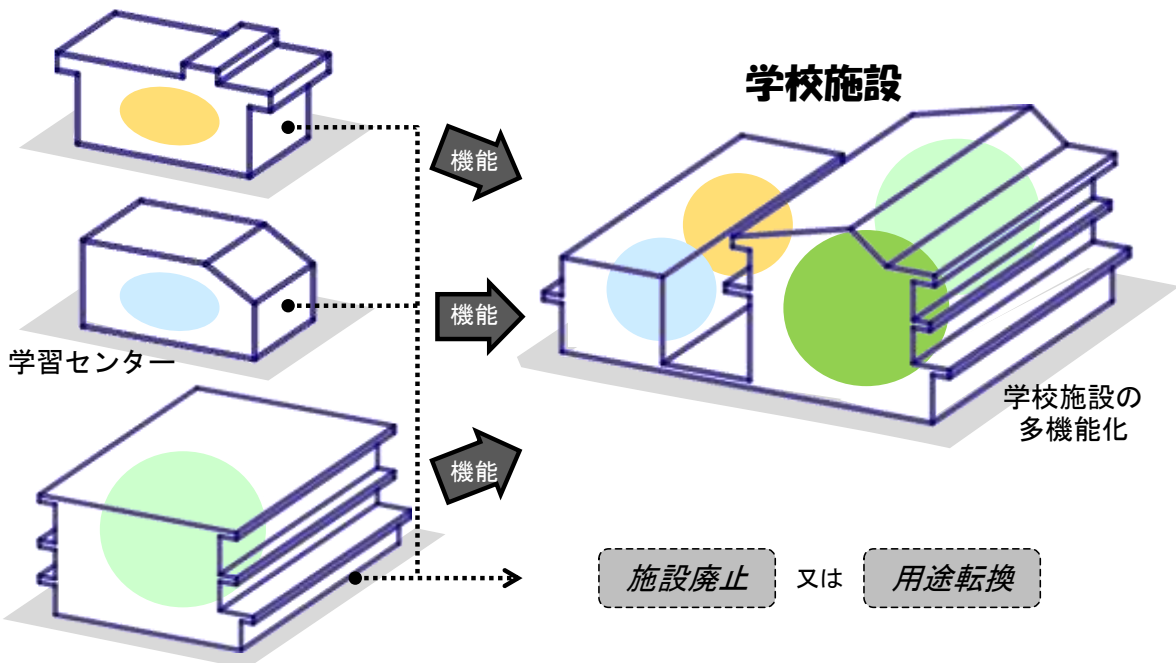 学校施設
機能
機能
学習センター
学校施設の
多機能化
機能
施設廃止 又は 用途転換